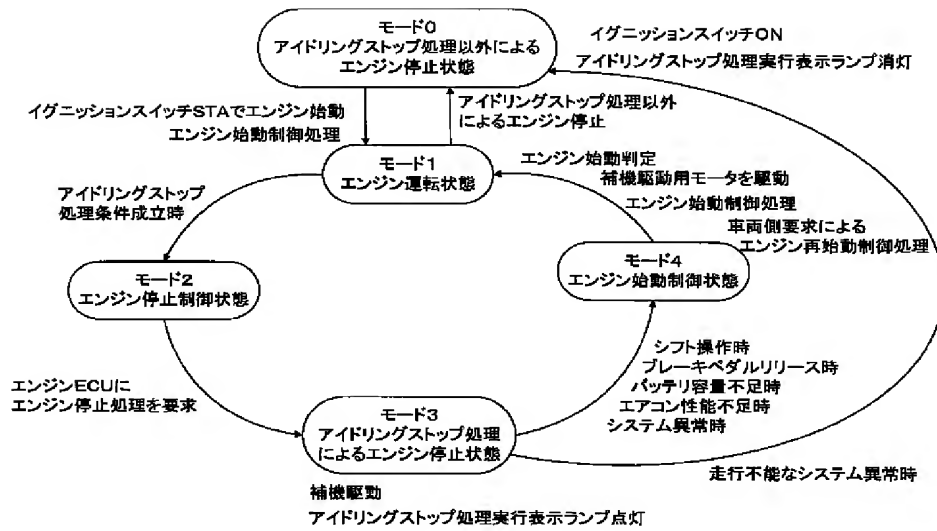 モード0
アイドリングストップ処理以外による
エンジン停止状態
イグニッションスイッチON
アイドリングストップ処理実行表示ランプ消灯
イグニッションスイッチSTAでエンジン始動
エンジン始動制御処理
アイドリングストップ処理以外
によるエンジン停止
モード1
エンジン運転状態
エンジン始動判定
補機駆動用モータを駆動
エンジン始動制御処理
車両側要求による
エンジン再始動制御処理
アイドリングストップ
処理条件成立時
モード2
エンジン停止制御状態
モード4
エンジン始動制御状態
シフト操作時
ブレーキペダルリリース時
バッテリ容量不足時
エアコン性能不足時
システム異常時
エンジンECUに
エンジン停止処理を要求
モード3
アイドリングストップ処理
によるエンジン停止状態
走行不能なシステム異常時
補機駆動
アイドリングストップ処理実行表示ランプ点灯